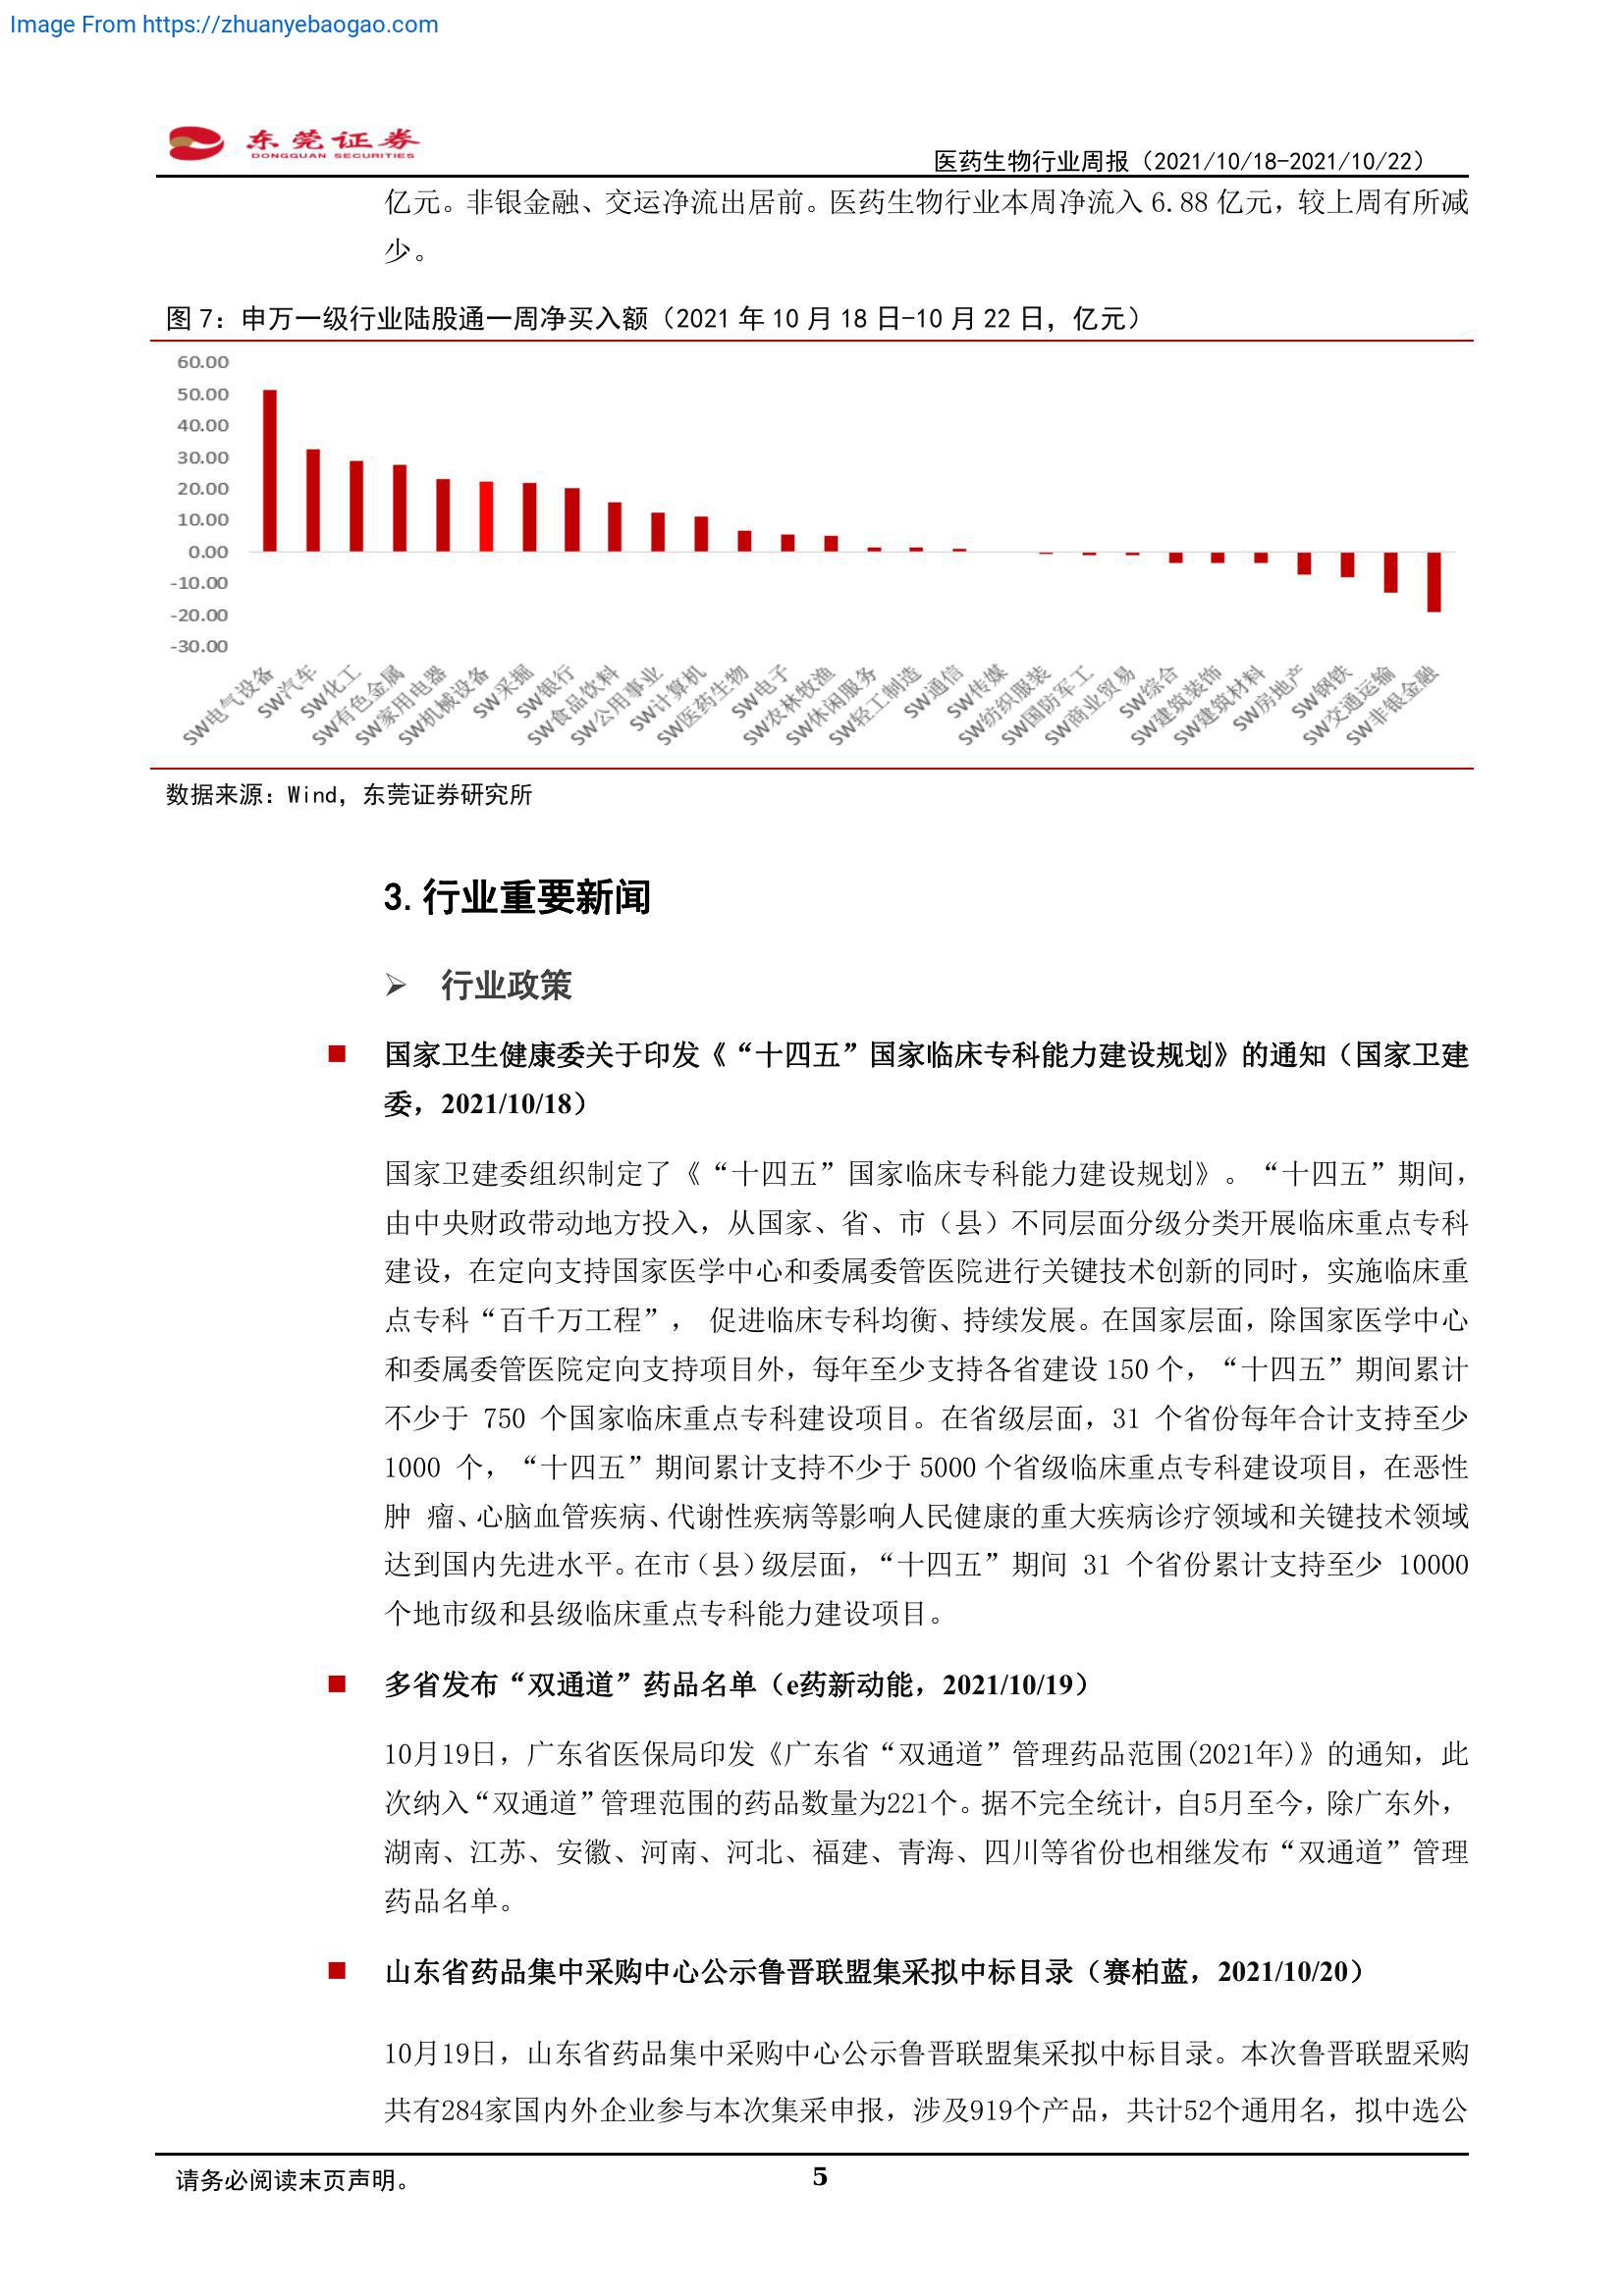 Image From https://zhuanyebaogao.com
东莞证券
DONGGUAN SECURITIES
医药生物行业周报（2021/10/18-2021/10/22）
亿元。非银金融、交运净流出居前。医药生物行业本周净流入 6.88 亿元，较上周有所减
少。
图 7：申万一级行业陆股通一周净买入额（2021 年 10 月 18 日-10 月 22 日，亿元）
60.00
50.00
40.00
30.00
20.00
10.00
0.00
-10.00
-20.00
-30.00
SW电气设备
SW汽车
SW化工
SW有色金属
SW家用电器
SW机械设备
SW采掘
SW银行
SW食品饮料
SW公用事业
SW计算机
SW医药生物
SW电子
SW农林牧渔
SW休闲服务
SW轻工制造
SW通信
SW传媒
SW纺织服装
SW国防军工
SW商业贸易
SW综合
SW建筑装饰
SW建筑材料
SW房地产
SW钢铁
SW交通运输
SW非银金融
数据来源：Wind，东莞证券研究所
3.行业重要新闻
➢ 行业政策
■ 国家卫生健康委关于印发《“十四五”国家临床专科能力建设规划》的通知（国家卫建
委，2021/10/18）
国家卫建委组织制定了《“十四五”国家临床专科能力建设规划》。“十四五”期间，
由中央财政带动地方投入，从国家、省、市（县）不同层面分级分类开展临床重点专科
建设，在定向支持国家医学中心和委属委管医院进行关键技术创新的同时，实施临床重
点专科“百千万工程”， 促进临床专科均衡、持续发展。在国家层面，除国家医学中心
和委属委管医院定向支持项目外，每年至少支持各省建设 150 个，“十四五”期间累计
不少于 750 个国家临床重点专科建设项目。在省级层面，31 个省份每年合计支持至少
1000 个，“十四五”期间累计支持不少于 5000 个省级临床重点专科建设项目，在恶性
肿 瘤、心脑血管疾病、代谢性疾病等影响人民健康的重大疾病诊疗领域和关键技术领域
达到国内先进水平。在市（县）级层面，“十四五”期间 31 个省份累计支持至少 10000
个地市级和县级临床重点专科能力建设项目。
■ 多省发布“双通道”药品名单（e药新动能，2021/10/19）
10月19日，广东省医保局印发《广东省“双通道”管理药品范围(2021年)》的通知，此
次纳入“双通道”管理范围的药品数量为221个。据不完全统计，自5月至今，除广东外，
湖南、江苏、安徽、河南、河北、福建、青海、四川等省份也相继发布“双通道”管理
药品名单。
■ 山东省药品集中采购中心公示鲁晋联盟集采拟中标目录（赛柏蓝，2021/10/20）
10月19日，山东省药品集中采购中心公示鲁晋联盟集采拟中标目录。本次鲁晋联盟采购
共有284家国内外企业参与本次集采申报，涉及919个产品，共计52个通用名，拟中选公
请务必阅读末页声明。
5